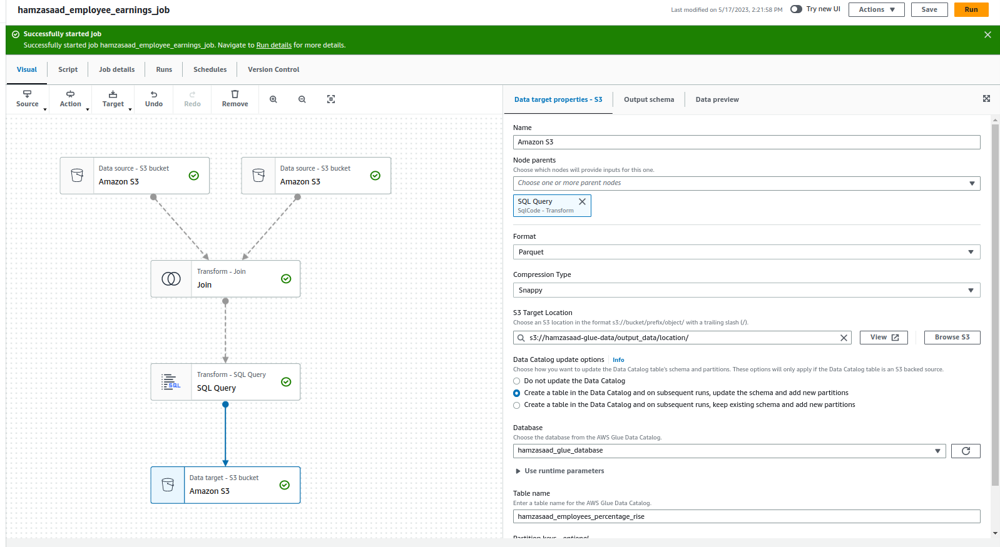 hamzasaad_employee_earnings_job
Last modified on 5/17/2023, 2:21:58 PM
Try new UI
Actions
Save
Run
Successfully started job
Successfully started job hamzasaad_employee_earnings_job. Navigate to Run details for more details.
Visual
Script
Job details
Runs
Schedules
Version Control
Source
Action
Target
Undo
Redo
Remove
Data source - S3 bucket
Amazon S3
Data source - S3 bucket
Amazon S3
Transform - Join
Join
Transform - SQL Query
SQL
SQL Query
Data target - S3 bucket
Amazon S3
Data target properties - S3
Output schema
Data preview
Name
Amazon S3
Node parents
Choose which nodes will provide inputs for this one.
Choose one or more parent nodes
SQL Query
SqlCode - Transform
Format
Parquet
Compression Type
Snappy
S3 Target Location
Choose an S3 location in the format s3://bucket/prefix/object/ with a trailing slash (/).
s3://hamzasaad-glue-data/output_data/location/
View
Browse S3
Data Catalog update options
Info
Choose how you want to update the Data Catalog table's schema and partitions. These options will only apply if the Data Catalog table is an S3 backed source.
Do not update the Data Catalog
Create a table in the Data Catalog and on subsequent runs, update the schema and add new partitions
Create a table in the Data Catalog and on subsequent runs, keep existing schema and add new partitions
Database
Choose the database from the AWS Glue Data Catalog.
hamzasaad_glue_database
Use runtime parameters
Table name
Enter a table name for the AWS Glue Data Catalog.
hamzasaad_employees_percentage_rise
Partition keys - optional